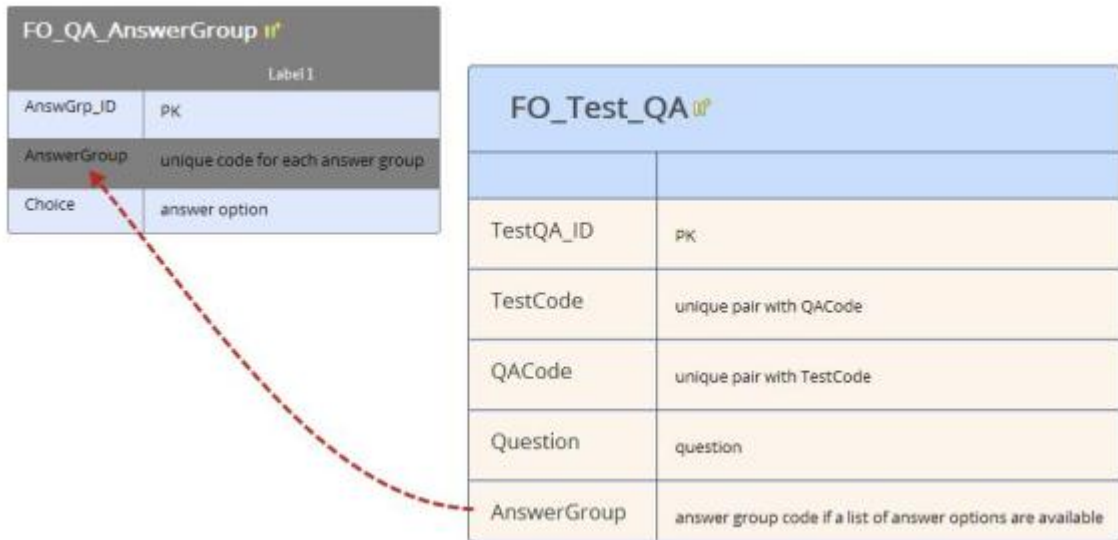 FO_QA_AnswerGroup
Label1
AnswGrp_ID PK
AnswerGroup unique code for each answer group
Choice answer option
FO_Test_QA
TestQA_ID PK
TestCode unique pair with QACode
QACode unique pair with TestCode
Question question
AnswerGroup answer group code if a list of answer options are available